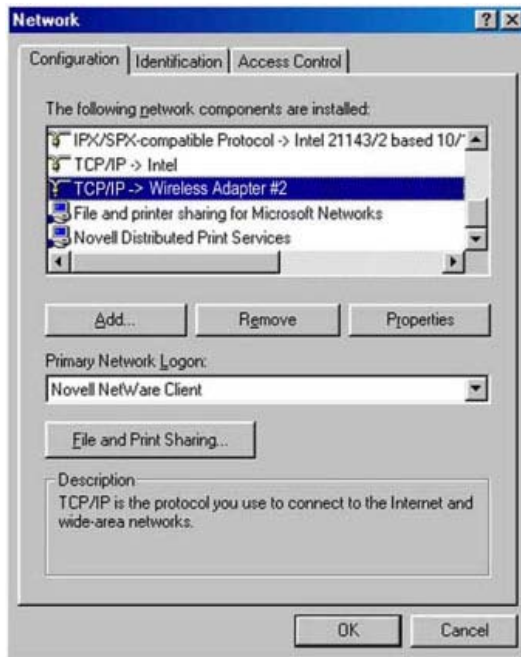 Network
Configuration Identification Access Control
The following network components are installed:
IPX/SPX-compatible Protocol -> Intel 21143/2 based 10/
TCP/IP -> Intel
TCP/IP -> Wireless Adapter #2
File and printer sharing for Microsoft Networks
Novell Distributed Print Services
Add... Remove Properties
Primary Network Logon:
Novell NetWare Client
File and Print Sharing...
Description
TCP/IP is the protocol you use to connect to the Internet and
wide-area networks.
OK Cancel